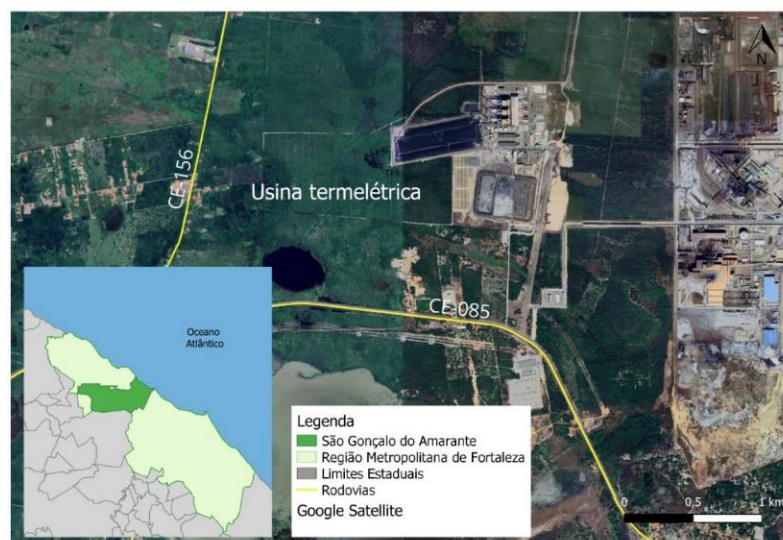 N
CE-156
Usina termelétrica
CE-085
Oceano
Atlântico
Legenda
São Gonçalo do Amarante
Região Metropolitana de Fortaleza
Limites Estaduais
Rodovias
Google Satellite
0 0,5 1 km